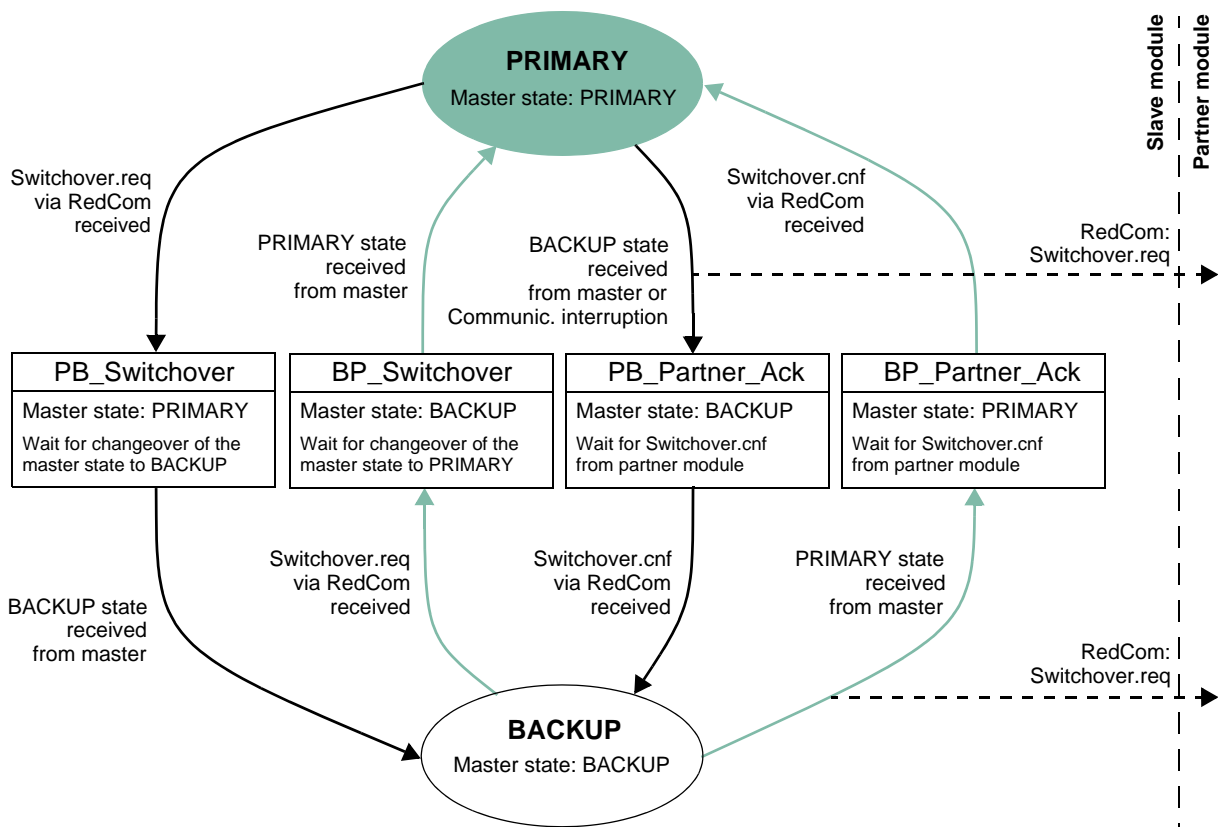 PRIMARY
Master state: PRIMARY
Slave module
Partner module
Switchover.req
via RedCom
received
PRIMARY state
received
from master
BACKUP state
received
from master or
Communic. interruption
Switchover.cnf
via RedCom
received
RedCom:
Switchover.req
PB_Switchover
Master state: PRIMARY
Wait for changeover of the
master state to BACKUP
BP_Switchover
Master state: BACKUP
Wait for changeover of the
master state to PRIMARY
PB_Partner_Ack
Master state: BACKUP
Wait for Switchover.cnf
from partner module
BP_Partner_Ack
Master state: PRIMARY
Wait for Switchover.cnf
from partner module
BACKUP state
received
from master
Switchover.req
via RedCom
received
Switchover.cnf
via RedCom
received
PRIMARY state
received
from master
RedCom:
Switchover.req
BACKUP
Master state: BACKUP